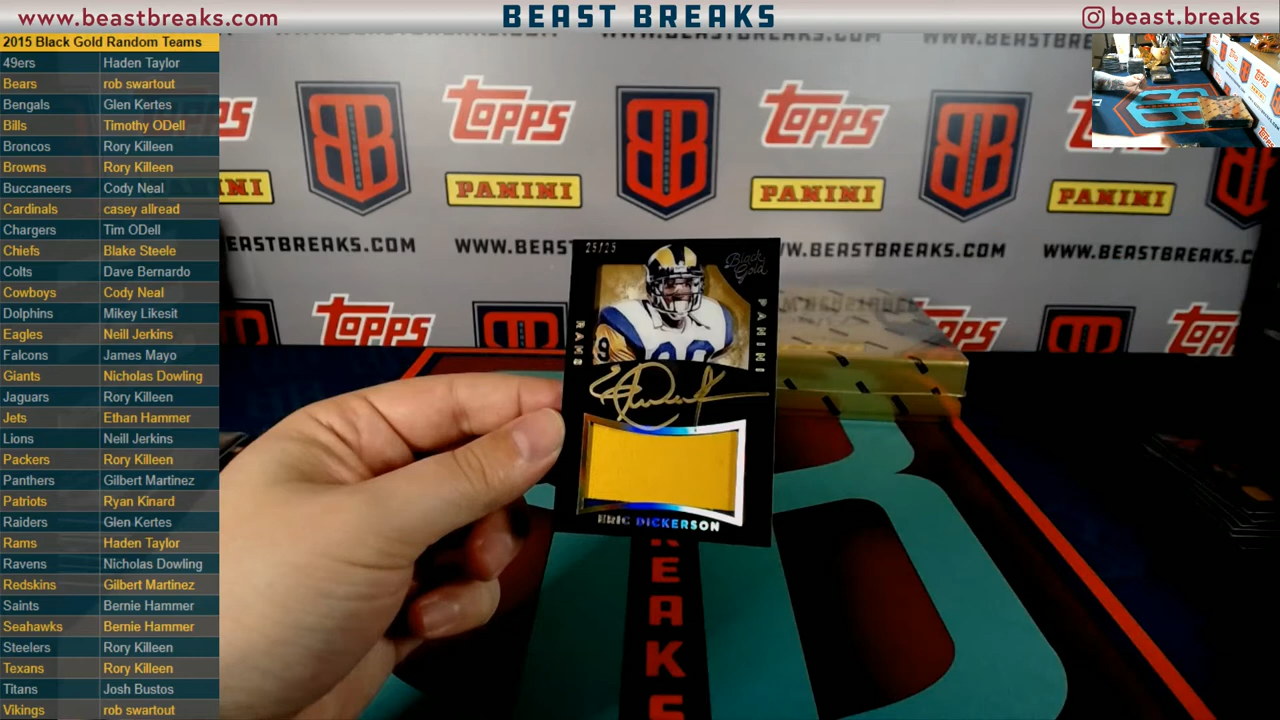 www.beastbreaks.com
BEAST BREAKS
beast.breaks
2015 Black Gold Random Teams
49ers Haden Taylor
Bears rob swartout
Bengals Glen Kertes
Bills Timothy ODell
Broncos Rory Killeen
Browns Rory Killeen
Buccaneers Cody Neal
Cardinals casey allread
Chargers Tim ODell
Chiefs Blake Steele
Colts Dave Bernardo
Cowboys Cody Neal
Dolphins Mikey Likesit
Eagles Neill Jerkins
Falcons James Mayo
Giants Nicholas Dowling
Jaguars Rory Killeen
Jets Ethan Hammer
Lions Neill Jerkins
Packers Rory Killeen
Panthers Gilbert Martinez
Patriots Ryan Kinard
Raiders Glen Kertes
Rams Haden Taylor
Ravens Nicholas Dowling
Redskins Gilbert Martinez
Saints Bernie Hammer
Seahawks Bernie Hammer
Steelers Rory Killeen
Texans Rory Killeen
Titans Josh Bustos
Vikings rob swartout
TOPPS
TOPPS
PANINI
PANINI
PANINI
WWW.BEASTBREAKS.COM
TOPPS
TOPPS
25/25
Black Gold
RAMS
PANINI
ERIC DICKERSON
REAKS